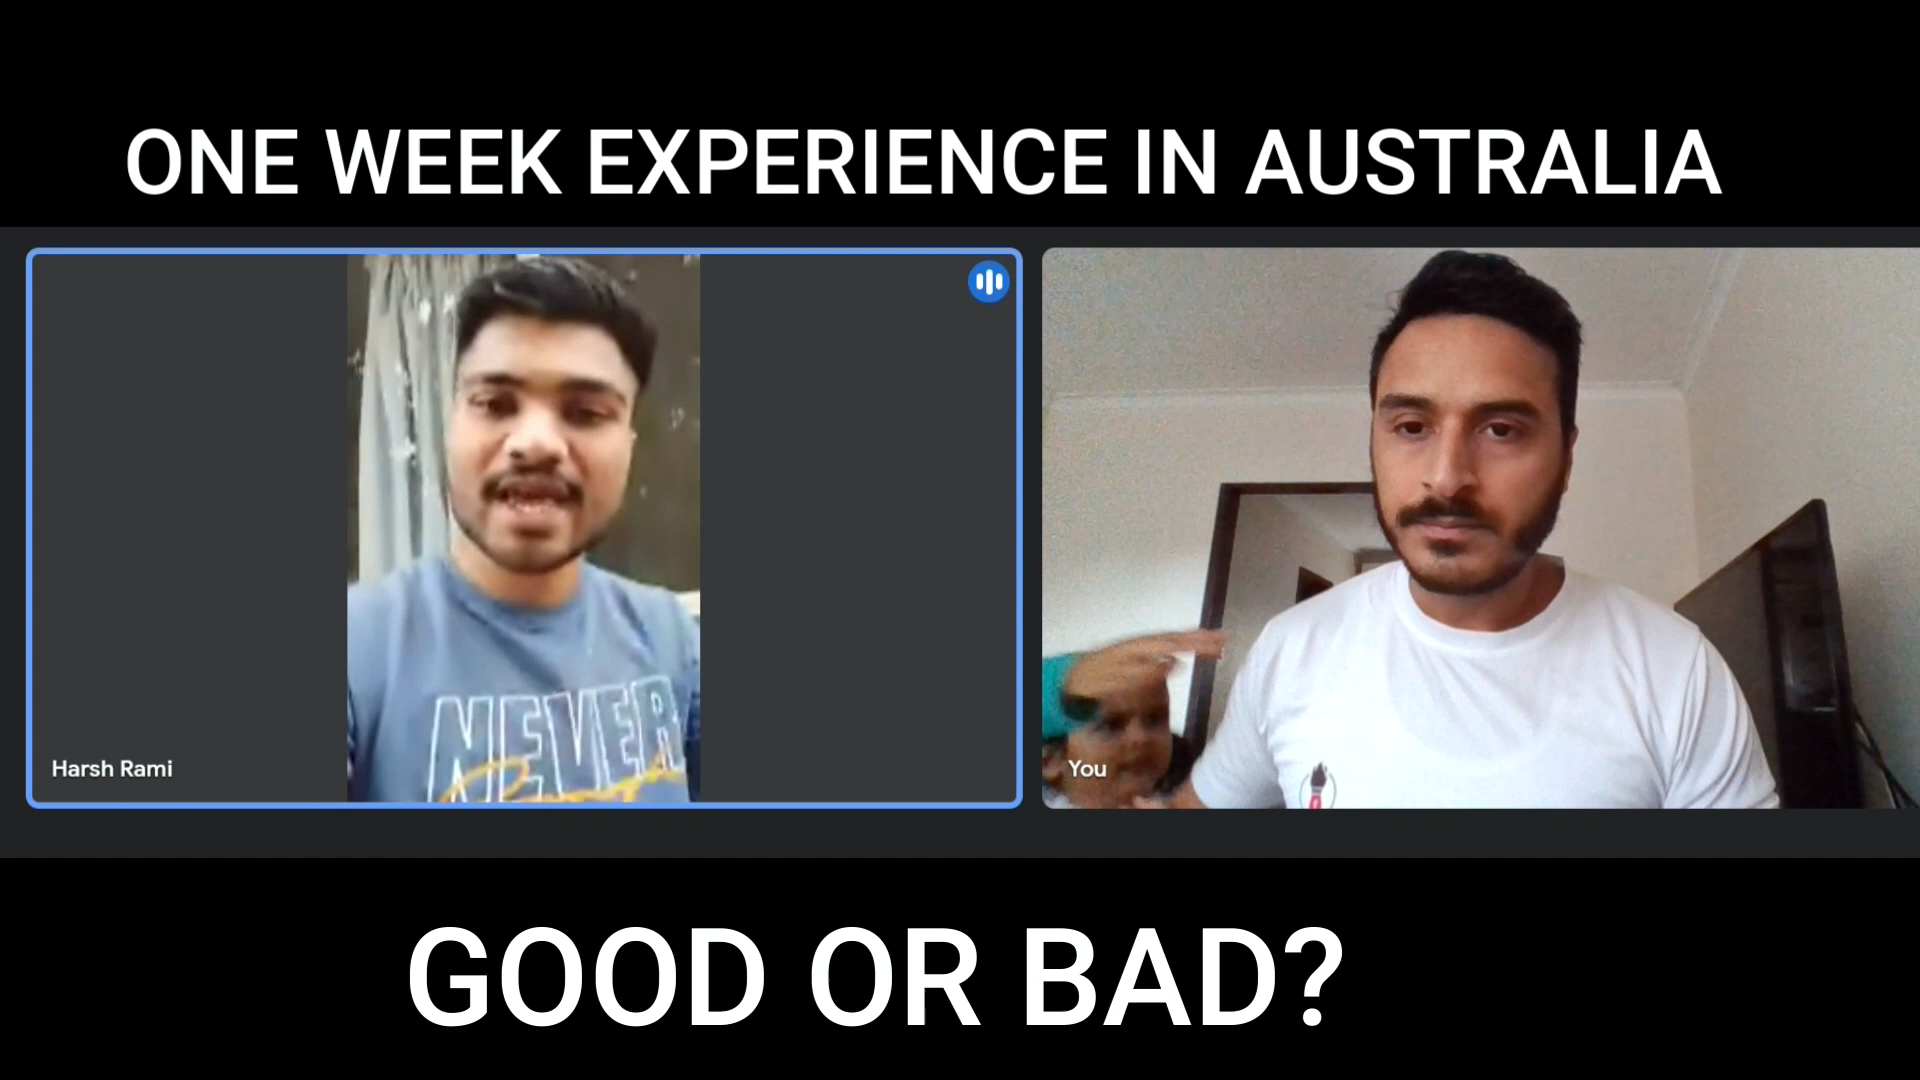 ONE WEEK EXPERIENCE IN AUSTRALIA
NEVER
Harsh Rami
You
GOOD OR BAD?